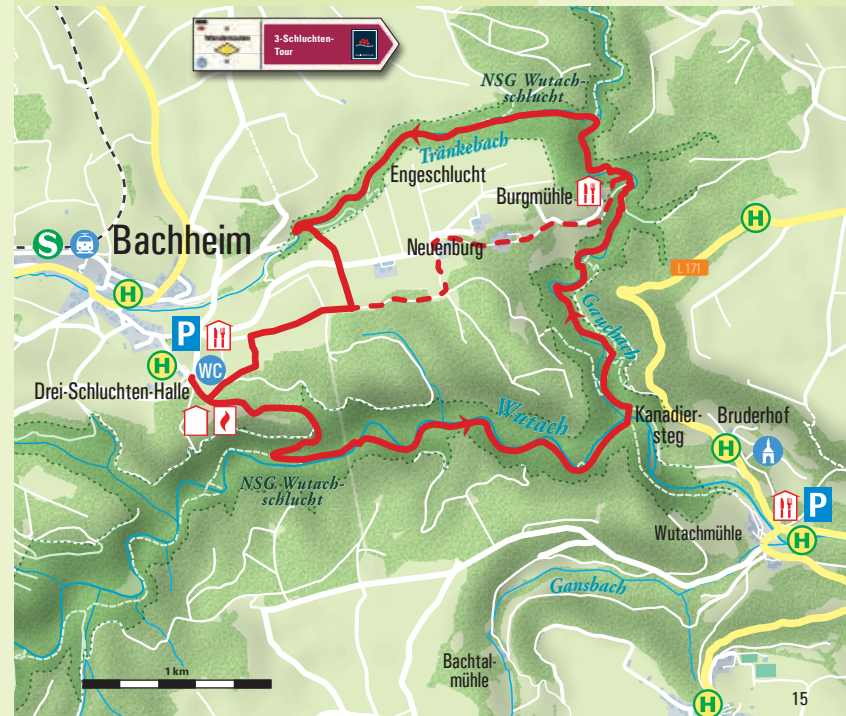 3-Schluchten-
Tour
NSG Wutach-
schlucht
Tränkebach
Engeschlucht
Burgmühle
H
S
Bachheim
Neuenburg
L 171
H
P
Gauchach
H
WC
Drei-Schluchten-Halle
Wutach
Kanadier-
steg
Bruderhof
H
NSG Wutach-
schlucht
P
Wutachmühle
H
Gansbach
Bachtal-
mühle
1 km
H
15